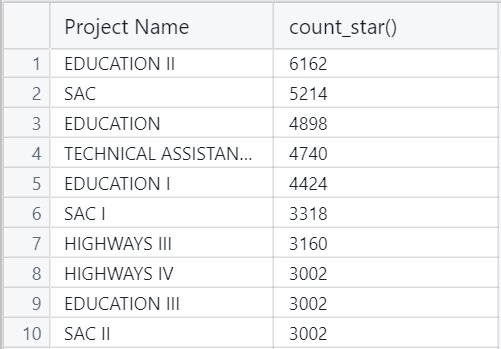 Project Name count_star()
1 EDUCATION II 6162
2 SAC 5214
3 EDUCATION 4898
4 TECHNICAL ASSISTAN... 4740
5 EDUCATION I 4424
6 SAC I 3318
7 HIGHWAYS III 3160
8 HIGHWAYS IV 3002
9 EDUCATION III 3002
10 SAC II 3002